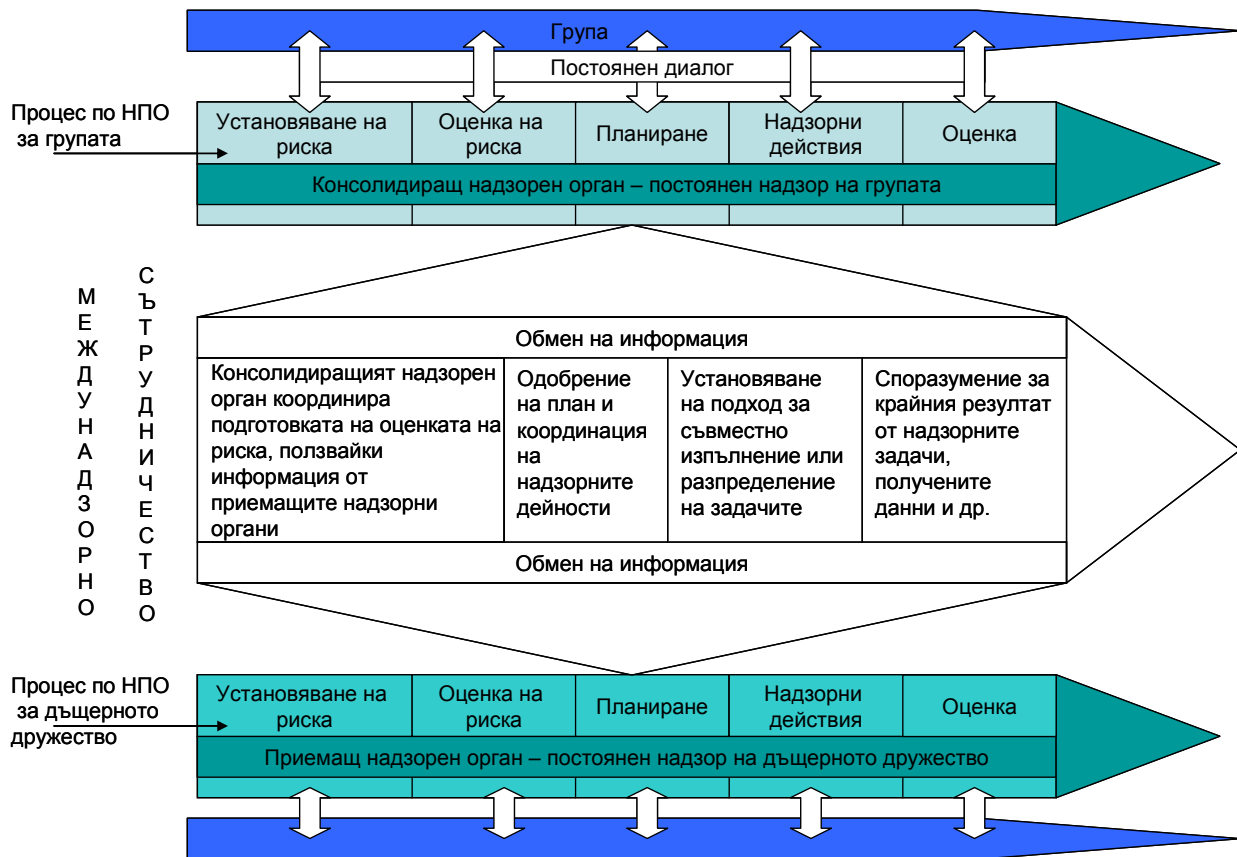 Група
Постоянен диалог
Процес по НПО
за групата
Установяване на
риска
Оценка на
риска
Планиране
Надзорни
действия
Оценка
Консолидиращ надзорен орган – постоянен надзор на групата
МЕЖДУНАДЗОРНО
СЪТРУДНИЧЕСТВО
Обмен на информация
Консолидиращият надзорен
орган координира
подготовката на оценката на
риска, ползвайки
информация от
приемащите надзорни
органи
Одобрение
на план и
координация
на
надзорните
дейности
Установяване
на подход за
съвместно
изпълнение или
разпределение
на задачите
Споразумение за
крайния резултат
от надзорните
задачи,
получените
данни и др.
Обмен на информация
Процес по НПО
за дъщерното
дружество
Установяване на
риска
Оценка на
риска
Планиране
Надзорни
действия
Оценка
Приемащ надзорен орган – постоянен надзор на дъщерното дружество